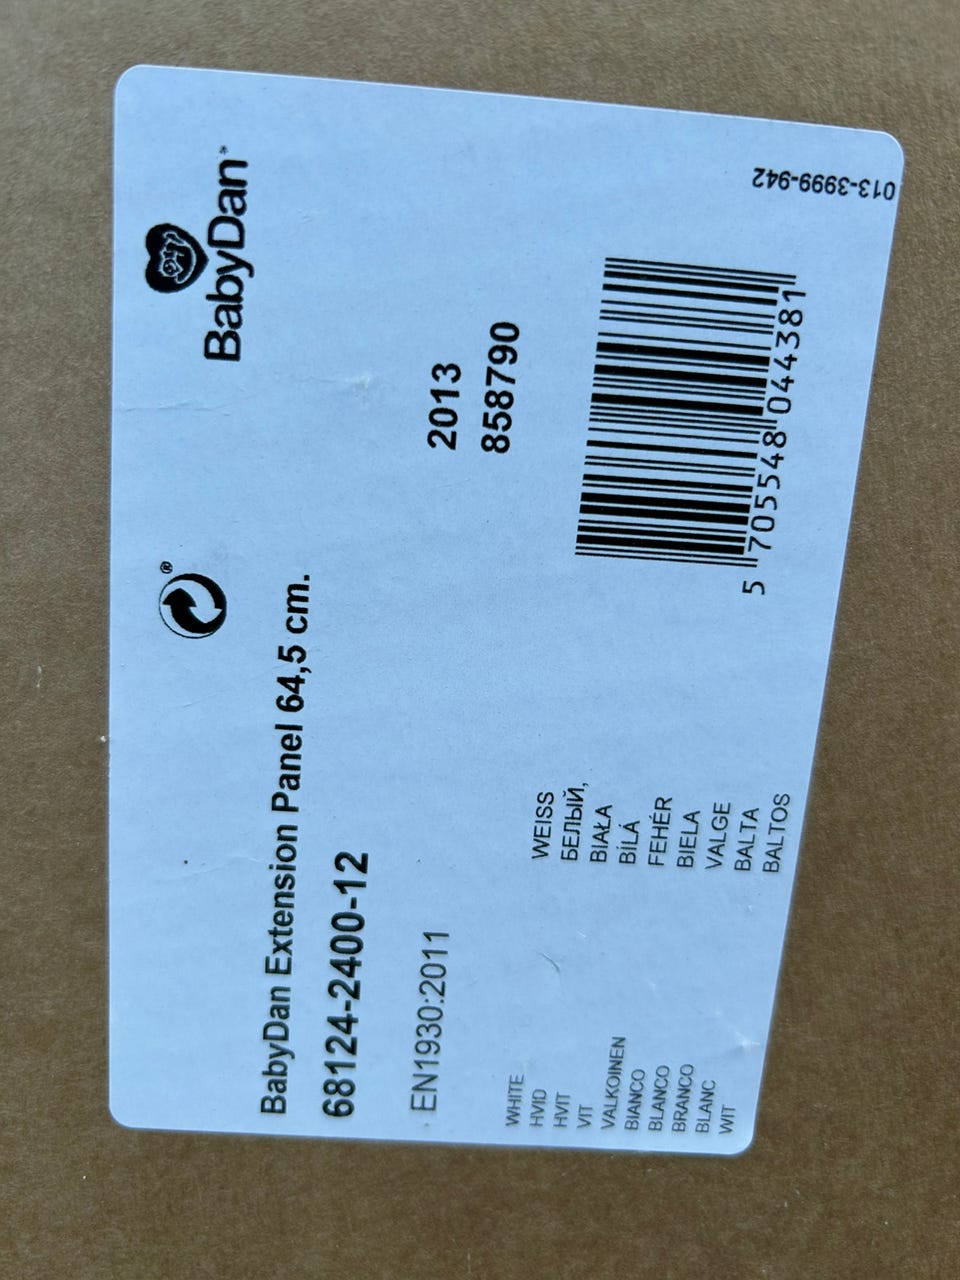 BabyDan
BabyDan Extension Panel 64,5 cm.
68124-2400-12
EN1930:2011
2013
858790
WHITE
HVID
HVIT
VIT
VALKOINEN
BIANCO
BLANCO
BRANCO
BLANC
WIT
WEISS
БЕЛЫЙ,
BIAŁA
BÍLÁ
FEHÉR
BIELA
VALGE
BALTA
BALTOS
5 705548 044381
013-3999-942